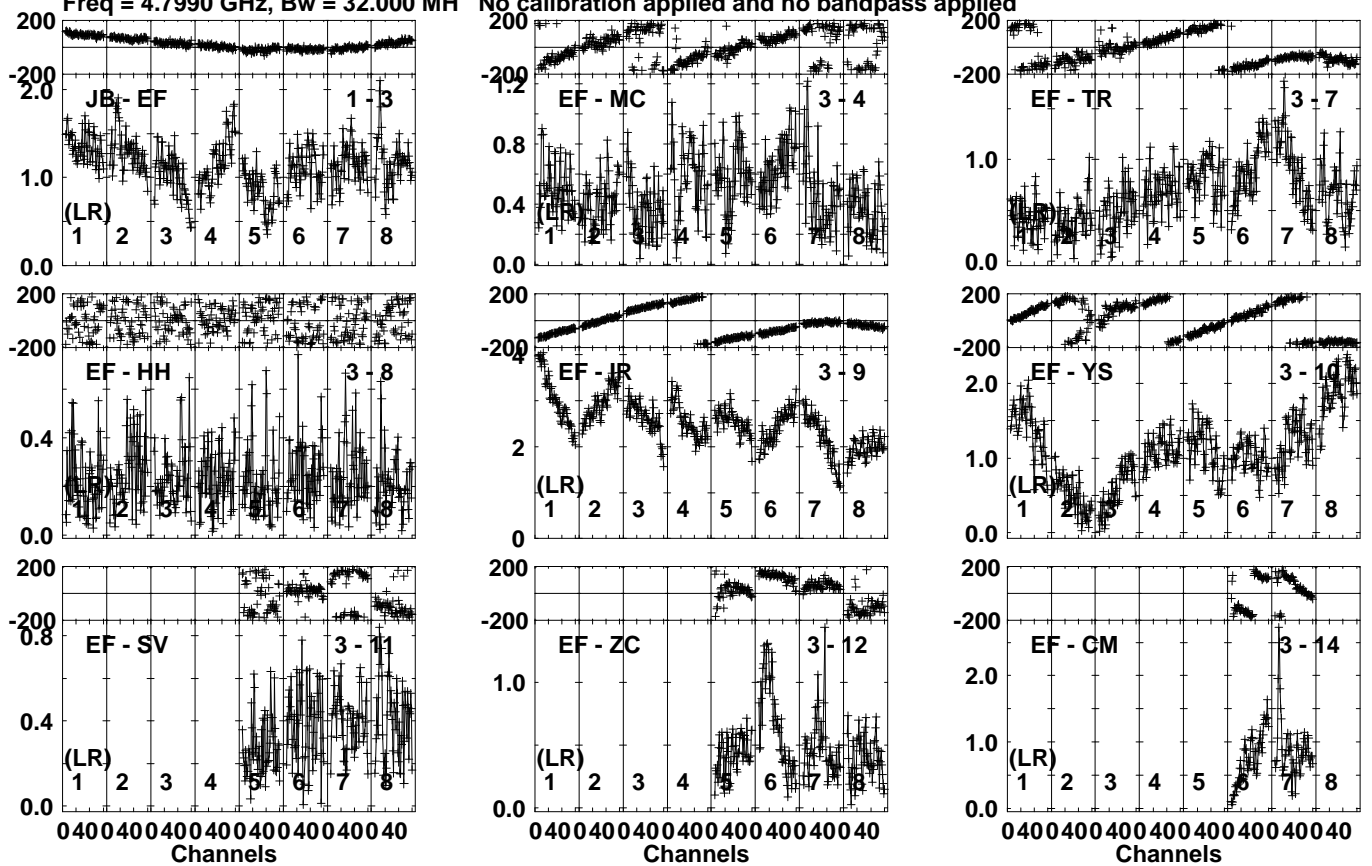 Freq = 4.7990 GHz, Bw = 32.000 MH No calibration applied and no bandpass applied
200
-200
2.0
1.0
0.0
JB - EF 1 - 3
(LR)
1 2 3 4 5 6 7 8
200
-200
1.2
0.8
0.4
0.0
EF - MC 3 - 4
(LR)
1 2 3 4 5 6 7 8
200
-200
1.0
0.0
EF - TR 3 - 7
(LR)
1 2 3 4 5 6 7 8
200
-200
0.4
0.0
EF - HH 3 - 8
(LR)
1 2 3 4 5 6 7 8
200
-200
4
2
0
EF - IR 3 - 9
(LR)
1 2 3 4 5 6 7 8
200
-200
2.0
1.0
0.0
EF - YS 3 - 10
(LR)
1 2 3 4 5 6 7 8
200
-200
0.8
0.4
0.0
EF - SV 3 - 11
(LR)
1 2 3 4 5 6 7 8
0 40 0 40 0 40 0 40 0 40 0 40 0 40 0 40
Channels
200
-200
1.0
0.0
EF - ZC 3 - 12
(LR)
1 2 3 4 5 6 7 8
0 40 0 40 0 40 0 40 0 40 0 40 0 40 0 40
Channels
200
-200
2.0
1.0
0.0
EF - CM 3 - 14
(LR)
1 2 3 4 5 6 7 8
0 40 0 40 0 40 0 40 0 40 0 40 0 40 0 40
Channels